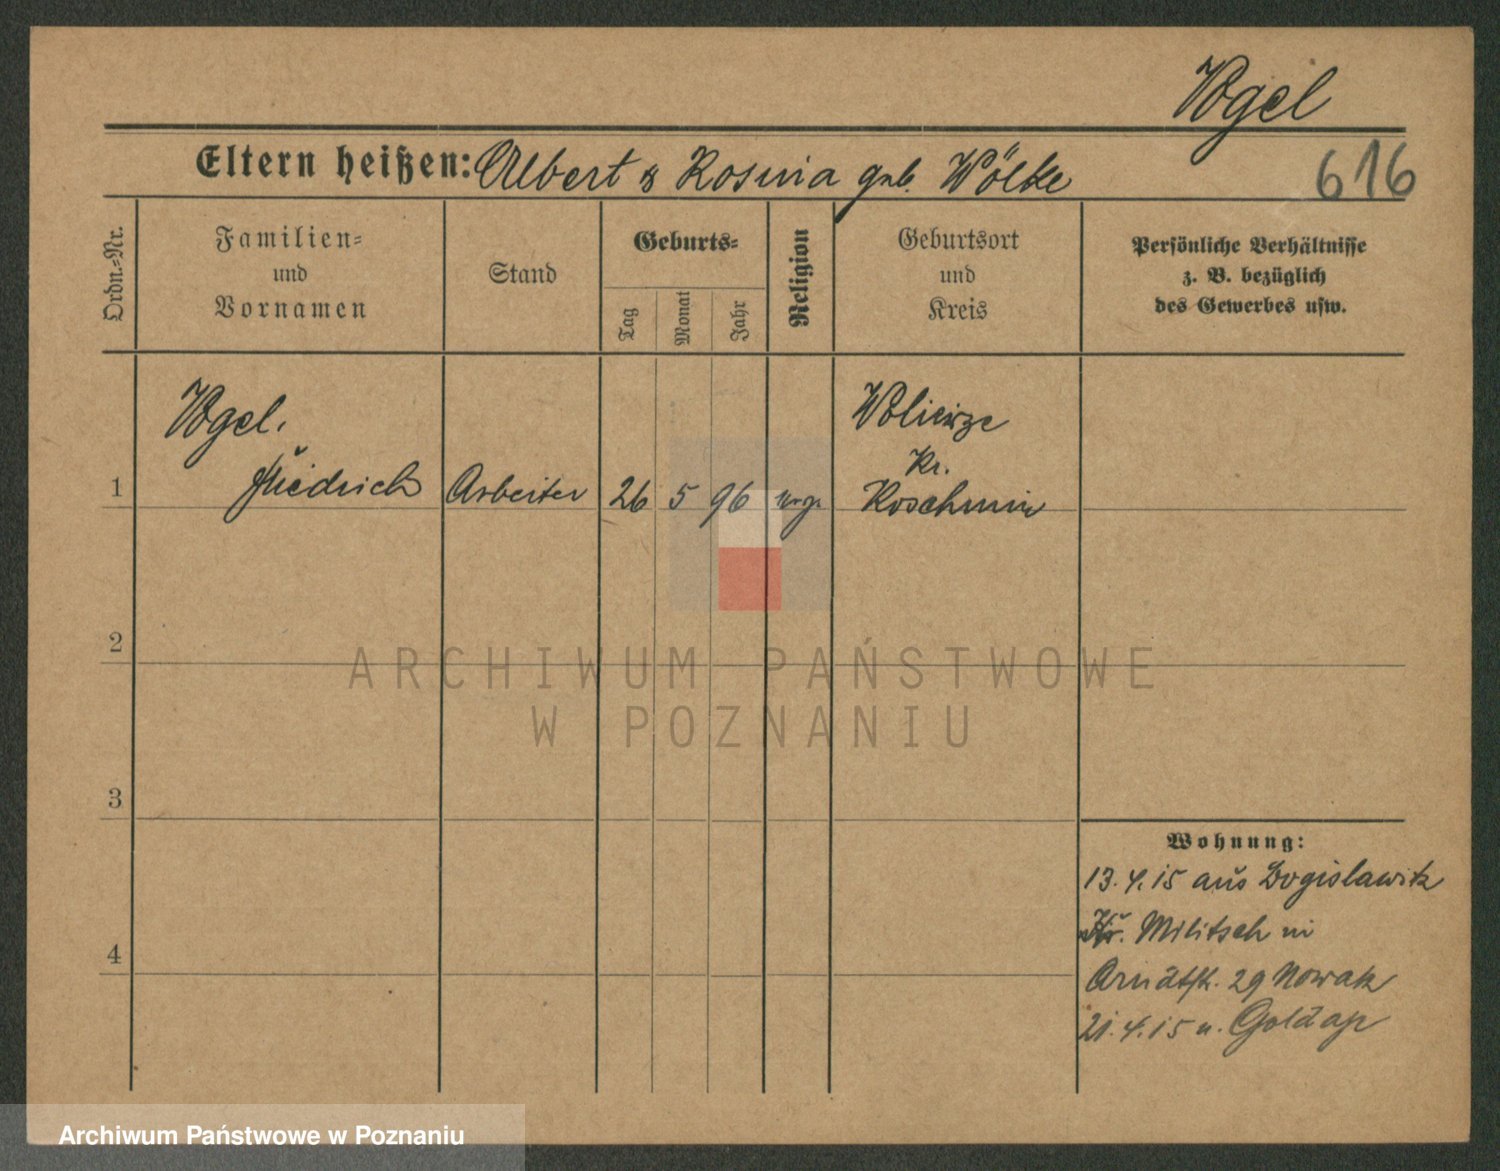 Vogel
Eltern heißen: Albert & Rosina geb. Wölke
616
Ordn.-Nr.
Familien-
und
Vornamen
Stand
Geburts-
Tag
Monat
Jahr
Religion
Geburtsort
und
Kreis
Persönliche Verhältnisse
z. B. bezüglich
des Gewerbes usw.
1
Vogel.
Friedrich
Arbeiter
26
5
96
Kr.
Koschmin
2
ARCHIWUM PAŃSTWOWE
W POZNANIU
3
4
Wohnung:
13.4.15 aus Bogislawitz
Kr. Militsch in
Arndtstr. 29 Nowak
21.4.15 n. Goldap
Archiwum Państwowe w Poznaniu